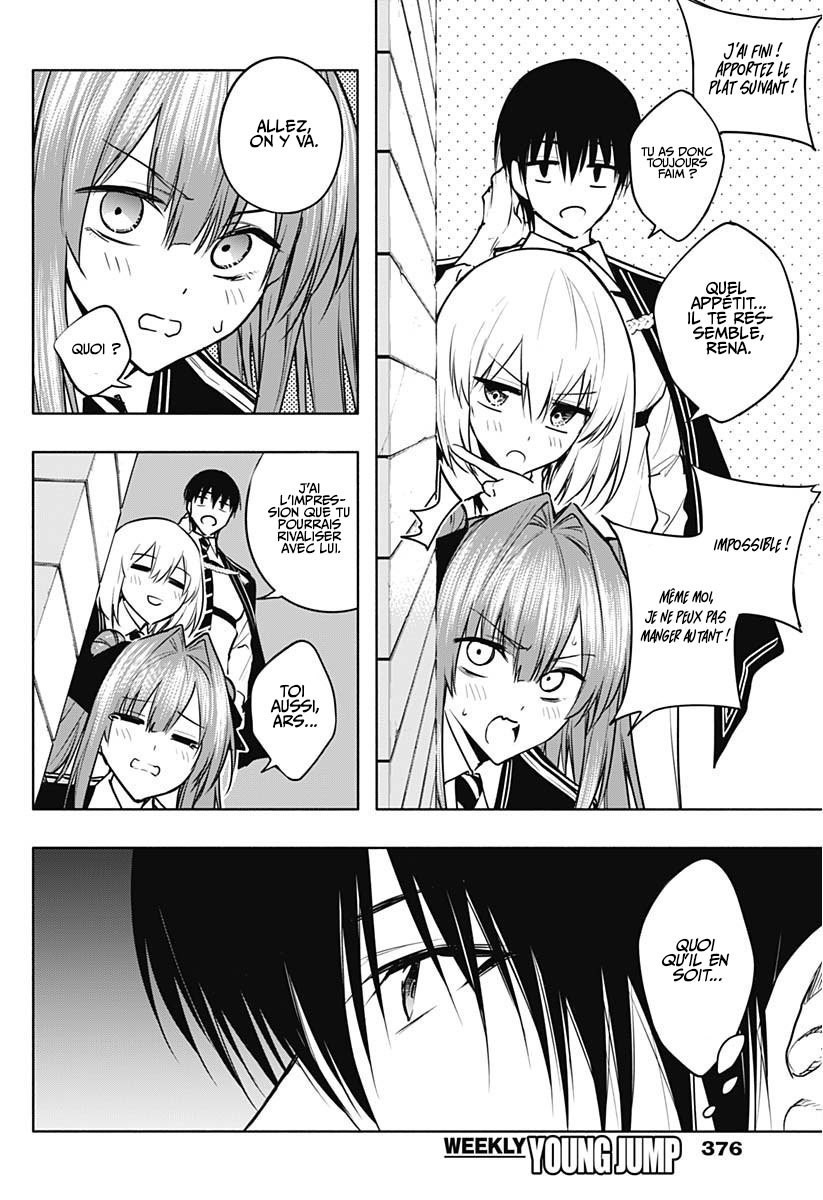 J'AI FINI !
APPORTEZ LE
PLAT SUIVANT !
TU AS DONC
TOUJOURS
FAIM ?
QUEL
APPÉTIT...
IL TE RES-
SEMBLE,
RENA.
IMPOSSIBLE !
MÊME MOI,
JE NE PEUX PAS
MANGER AUTANT !
ALLEZ,
ON Y VA.
QUOI ?
J'AI
L'IMPRES-
SION QUE TU
POURRAIS
RIVALISER
AVEC LUI.
TOI
AUSSI,
ARS...
QUOI
QU'IL EN
SOIT...
WEEKLY YOUNG JUMP 376